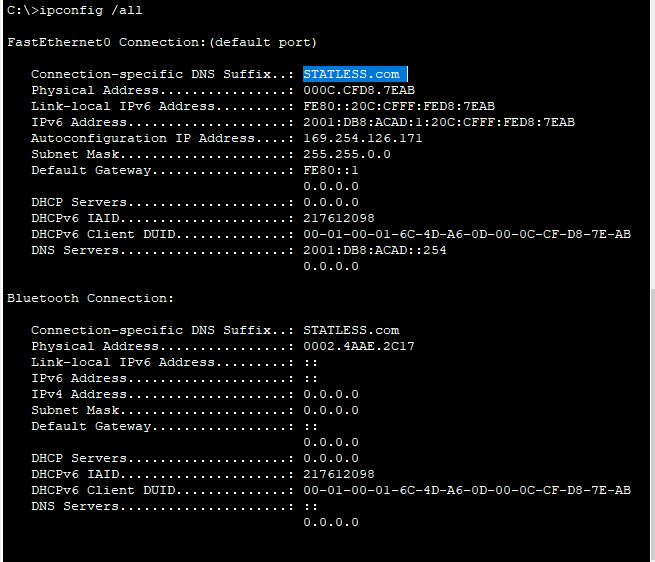 C:\>ipconfig /all
FastEthernet0 Connection:(default port)
Connection-specific DNS Suffix..: STATLESS.com
Physical Address................: 000C.CFD8.7EAB
Link-local IPv6 Address.........: FE80::20C:CFFF:FED8:7EAB
IPv6 Address....................: 2001:DB8:ACAD:1:20C:CFFF:FED8:7EAB
Autoconfiguration IP Address....: 169.254.126.171
Subnet Mask.....................: 255.255.0.0
Default Gateway.................: FE80::1
0.0.0.0
DHCP Servers....................: 0.0.0.0
DHCPv6 IAID.....................: 217612098
DHCPv6 Client DUID..............: 00-01-00-01-6C-4D-A6-0D-00-0C-CF-D8-7E-AB
DNS Servers.....................: 2001:DB8:ACAD::254
0.0.0.0
Bluetooth Connection:
Connection-specific DNS Suffix..: STATLESS.com
Physical Address................: 0002.4AAE.2C17
Link-local IPv6 Address.........: ::
IPv6 Address....................: ::
IPv4 Address....................: 0.0.0.0
Subnet Mask.....................: 0.0.0.0
Default Gateway.................: ::
0.0.0.0
DHCP Servers....................: 0.0.0.0
DHCPv6 IAID.....................: 217612098
DHCPv6 Client DUID..............: 00-01-00-01-6C-4D-A6-0D-00-0C-CF-D8-7E-AB
DNS Servers.....................: ::
0.0.0.0